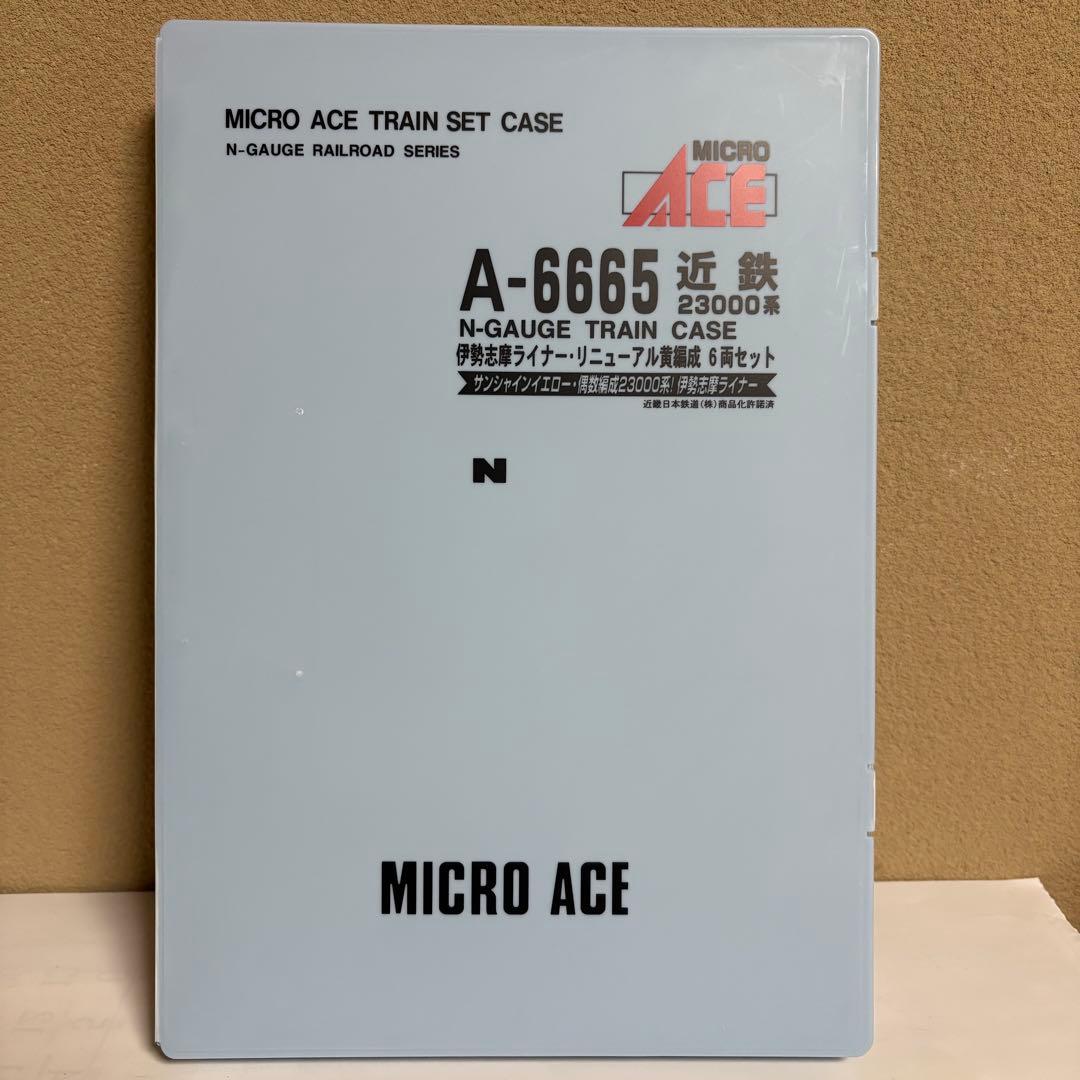 MICRO ACE TRAIN SET CASE
N-GAUGE RAILROAD SERIES
MICRO
ACE
A-6665 近鉄
23000系
N-GAUGE TRAIN CASE
伊勢志摩ライナー・リニューアル黄編成 6両セット
サンシャインイエロー・偶数編成23000系!伊勢志摩ライナー
近畿日本鉄道(株)商品化許諾済
N
MICRO ACE